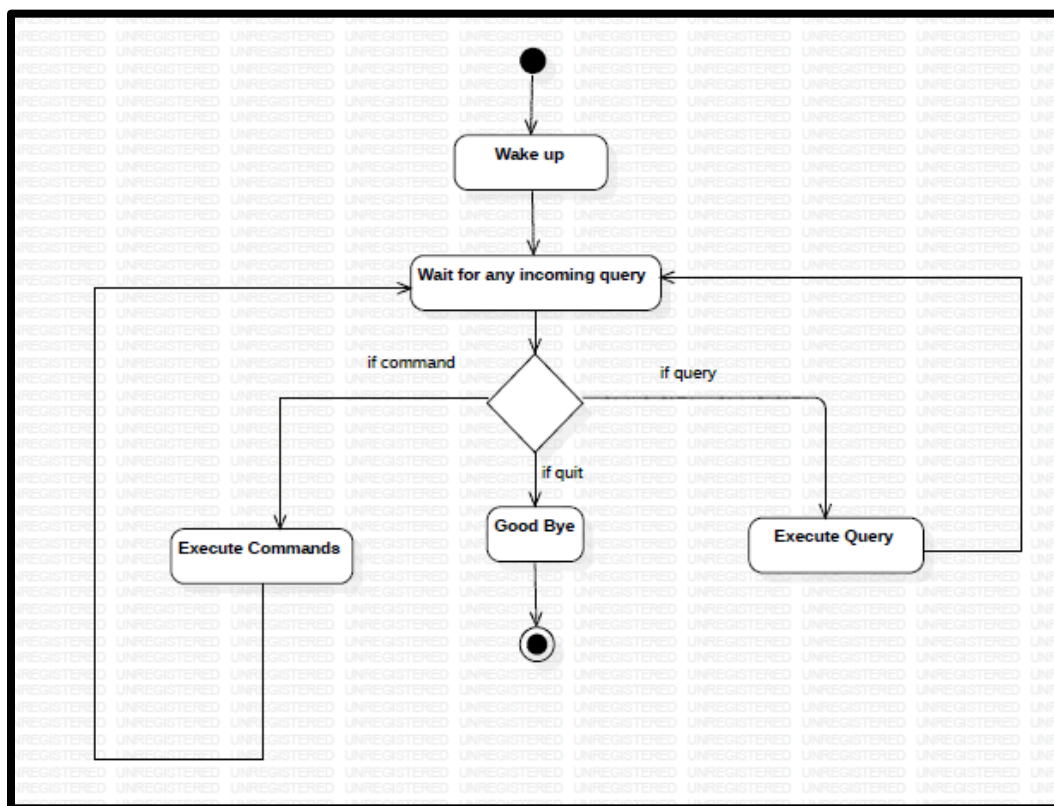 Wake up
Wait for any incoming query
if command
if query
if quit
Good Bye
Execute Commands
Execute Query
UNREGISTERED